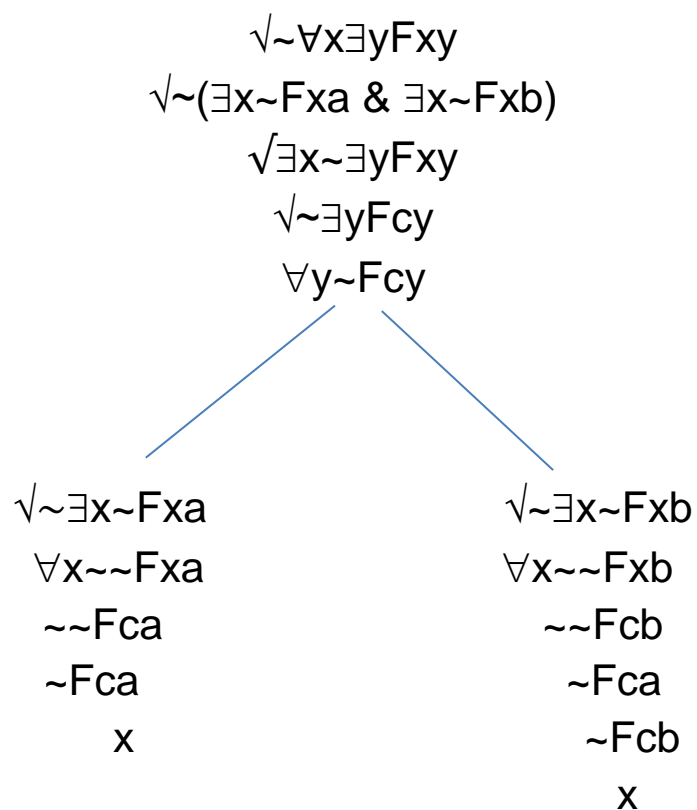 √~∀x∃yFxy
√~(∃x~Fxa & ∃x~Fxb)
√∃x~∃yFxy
√~∃yFcy
∀y~Fcy
√~∃x~Fxa
∀x~~Fxa
~~Fca
~Fca
x
√~∃x~Fxb
∀x~~Fxb
~~Fcb
~Fca
~Fcb
x